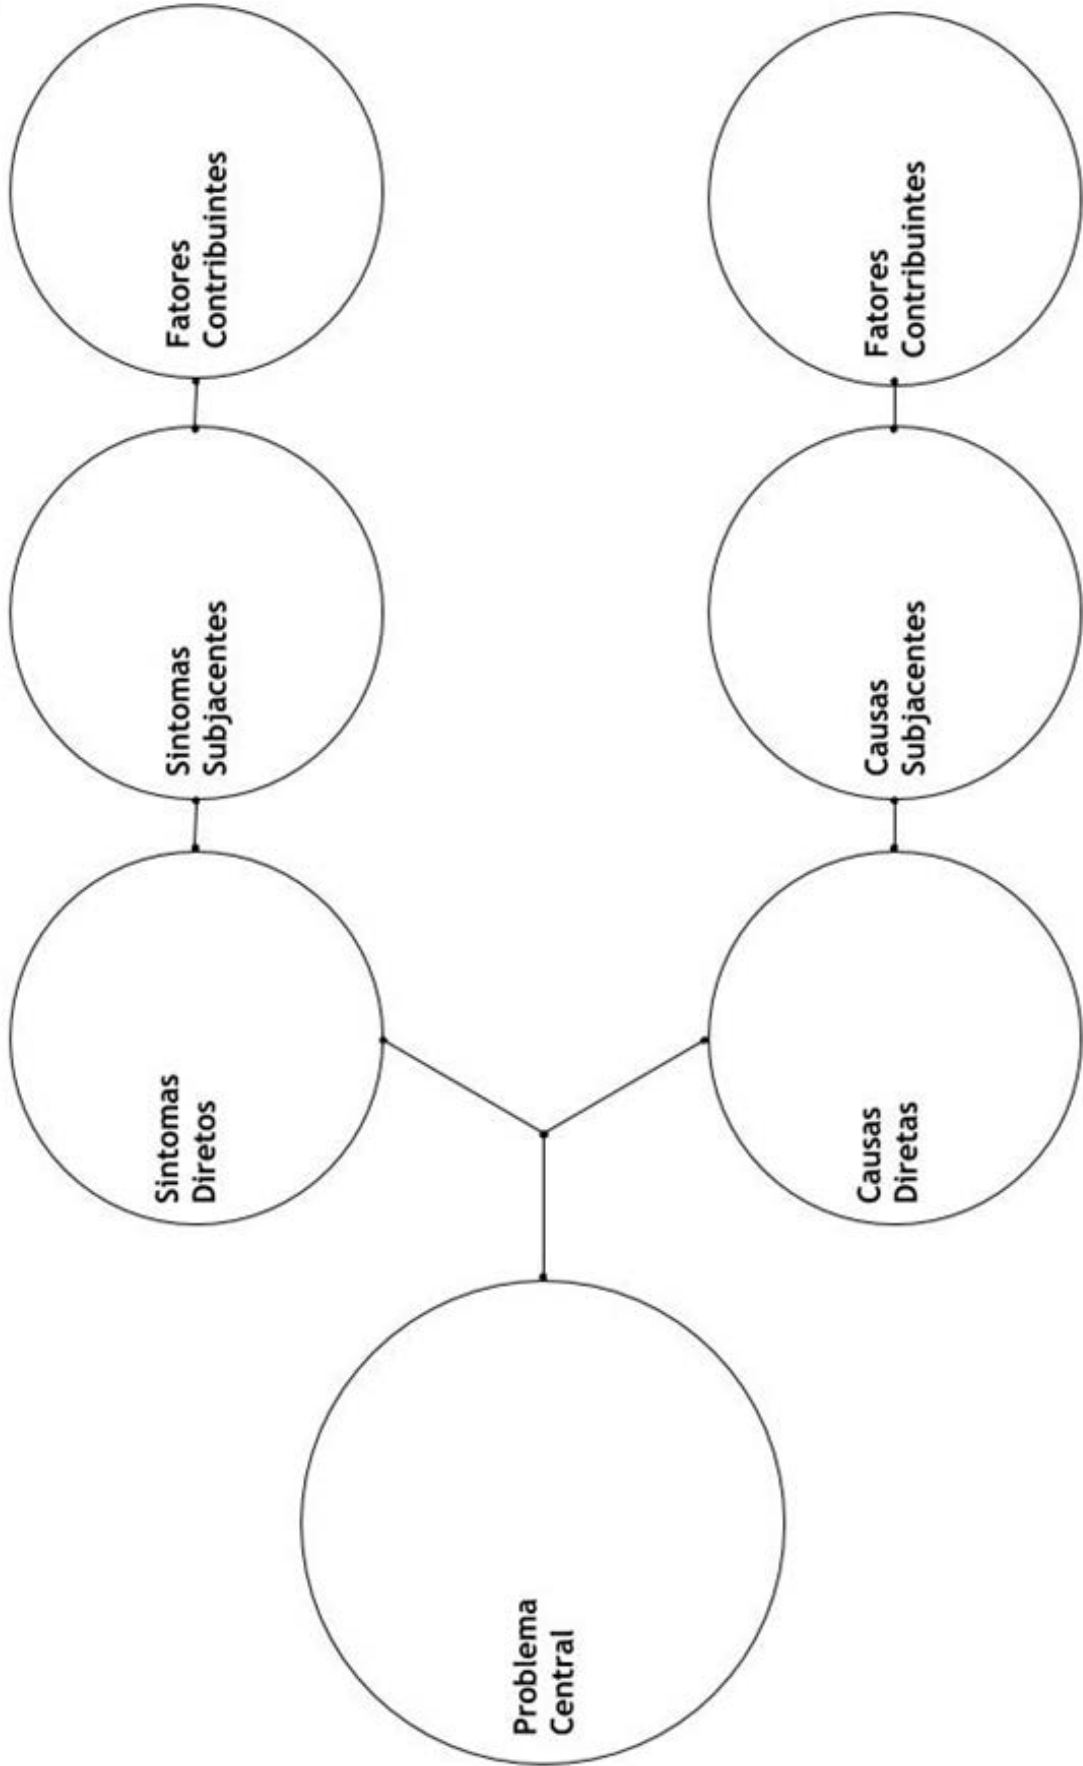 Problema
Central
Sintomas
Diretos
Sintomas
Subjacentes
Fatores
Contribuintes
Causas
Diretas
Causas
Subjacentes
Fatores
Contribuintes